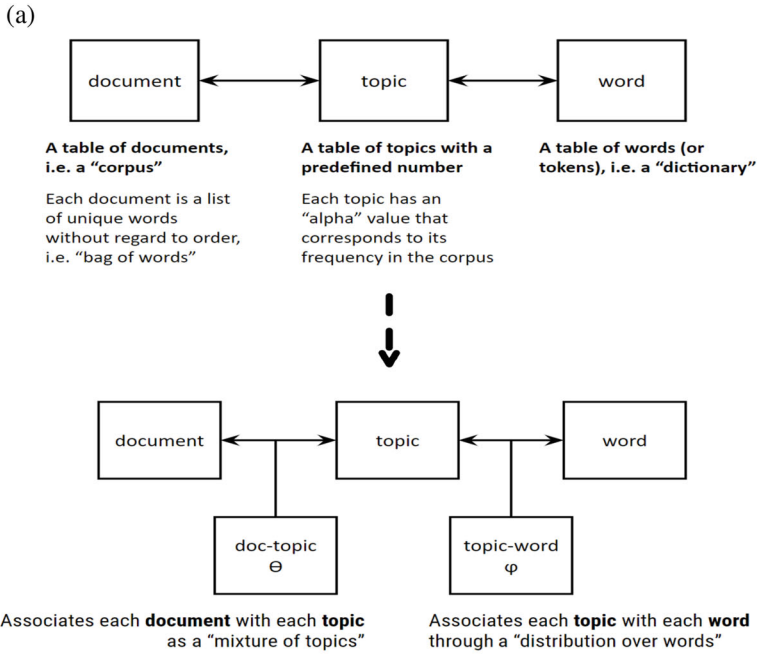 (a)
document
topic
word
A table of documents,
i.e. a “corpus”
Each document is a list
of unique words
without regard to order,
i.e. “bag of words”
A table of topics with a
predefined number
Each topic has an
“alpha” value that
corresponds to its
frequency in the corpus
A table of words (or
tokens), i.e. a “dictionary”
document
topic
word
doc-topic
Θ
topic-word
φ
Associates each document with each topic
as a “mixture of topics”
Associates each topic with each word
through a “distribution over words”